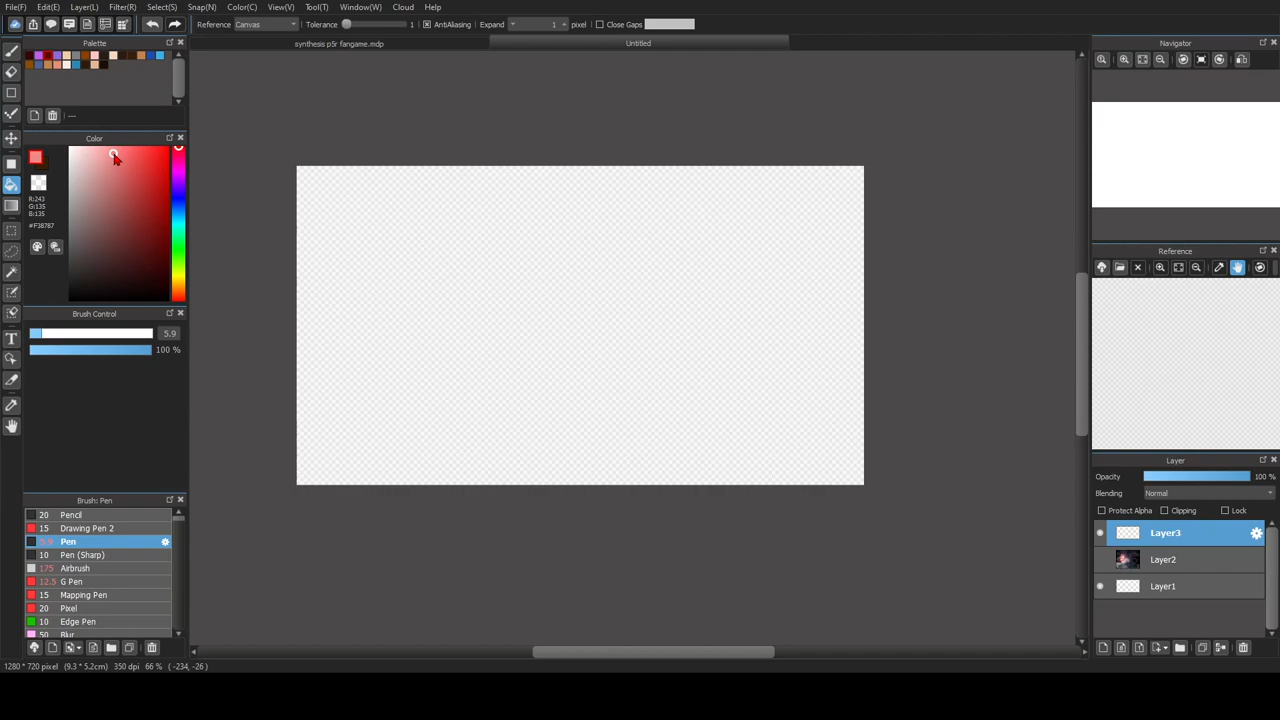 File(F) Edit(E) Layer(L) Filter(R) Select(S) Snap(N) Color(C) View(V) Tool(T) Window(W) Cloud Help
Reference Canvas Tolerance 1 AntiAliasing Expand 1 pixel Close Gaps
Palette
synthesis p5r fangame.mdp Untitled
Navigator
---
Color
R:243
G:135
B:135
#F38787
Brush Control
5.9
100 %
Reference
Layer
Opacity 100 %
Blending Normal
Protect Alpha Clipping Lock
Layer3
Layer2
Layer1
Brush: Pen
20 Pencil
15 Drawing Pen 2
5.9 Pen
10 Pen (Sharp)
175 Airbrush
12.5 G Pen
15 Mapping Pen
20 Pixel
10 Edge Pen
50 Blur
1280 * 720 pixel (9.3 * 5.2cm) 350 dpi 66 % ( -234, -26 )